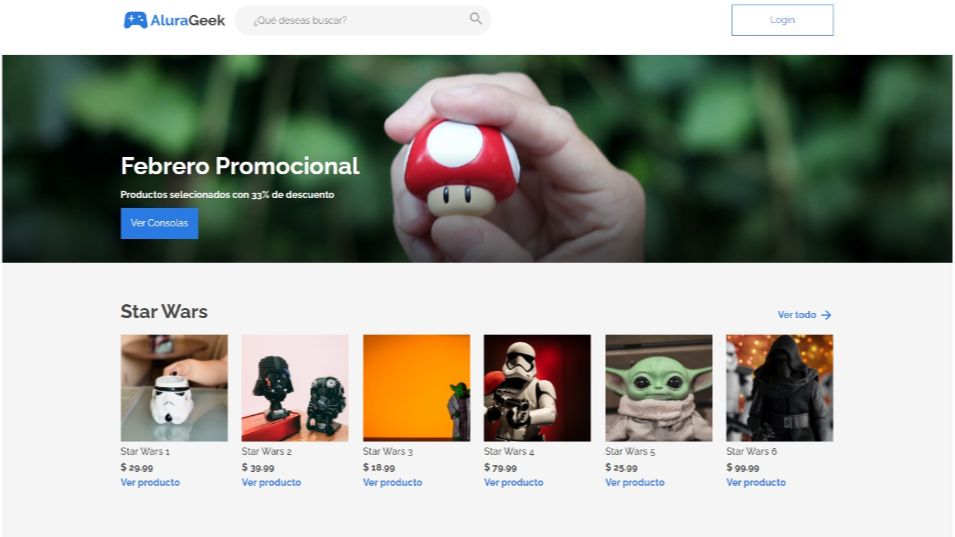 AluraGeek
¿Qué deseas buscar?
Login
Febrero Promocional
Productos selecionados con 33% de descuento
Ver Consolas
Star Wars
Ver todo
Star Wars 1
$ 29.99
Ver producto
Star Wars 2
$ 39.99
Ver producto
Star Wars 3
$ 18.99
Ver producto
Star Wars 4
$ 79.99
Ver producto
Star Wars 5
$ 25.99
Ver producto
Star Wars 6
$ 99.99
Ver producto